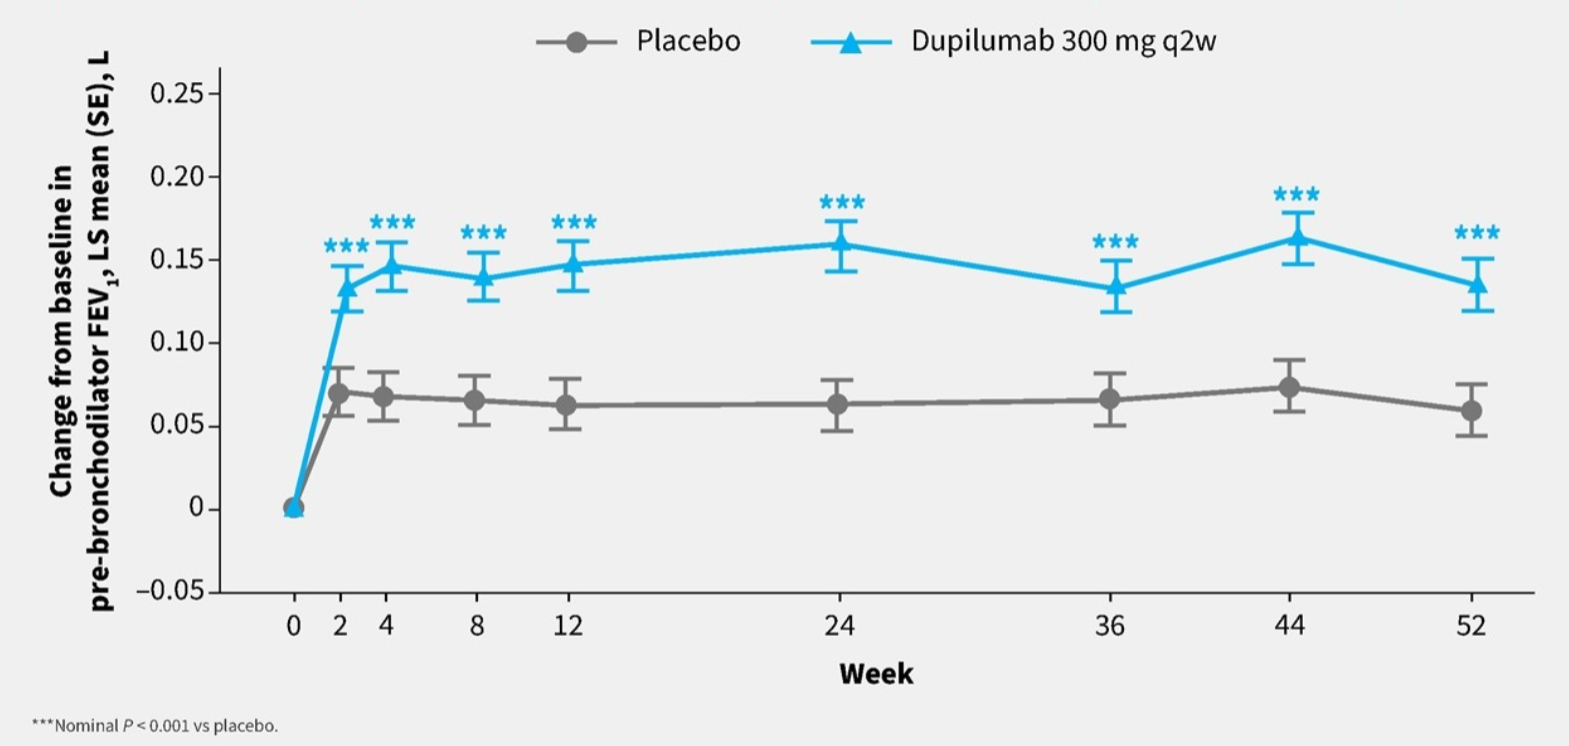 Placebo Dupilumab 300 mg q2w
Change from baseline in
pre-bronchodilator FEV₁, LS mean (SE), L
0.25
0.20
0.15
0.10
0.05
0
–0.05
*** *** *** *** *** *** *** ***
0 2 4 8 12 24 36 44 52
Week
***Nominal P < 0.001 vs placebo.